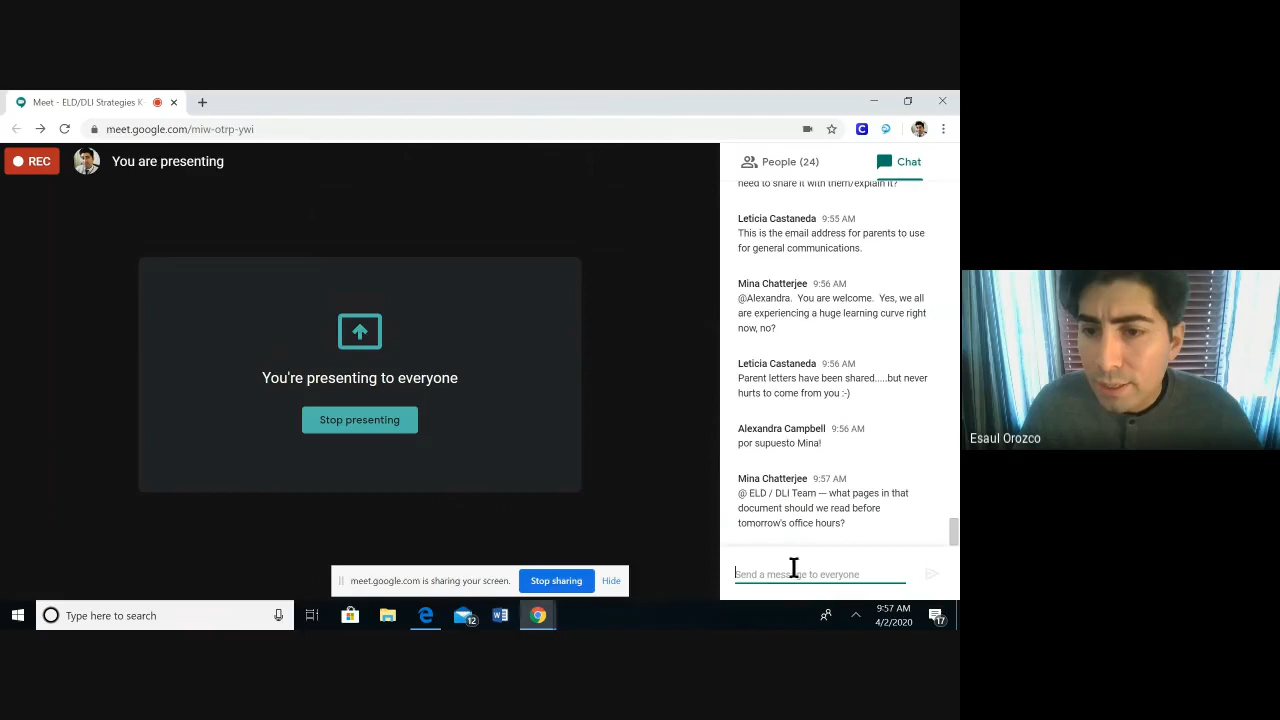 Meet - ELD/DLI Strategies K
meet.google.com/miw-otrp-ywi
REC
You are presenting
People (24)
Chat
need to share it with them/explain it?
Leticia Castaneda 9:55 AM
This is the email address for parents to use
for general communications.
Mina Chatterjee 9:56 AM
@Alexandra. You are welcome. Yes, we all
are experiencing a huge learning curve right
now, no?
Leticia Castaneda 9:56 AM
Parent letters have been shared.....but never
hurts to come from you :-)
Alexandra Campbell 9:56 AM
por supuesto Mina!
Mina Chatterjee 9:57 AM
@ ELD / DLI Team — what pages in that
document should we read before
tomorrow's office hours?
Send a message to everyone
You're presenting to everyone
Stop presenting
meet.google.com is sharing your screen.
Stop sharing
Hide
Esaul Orozco
Type here to search
12
9:57 AM
4/2/2020
17